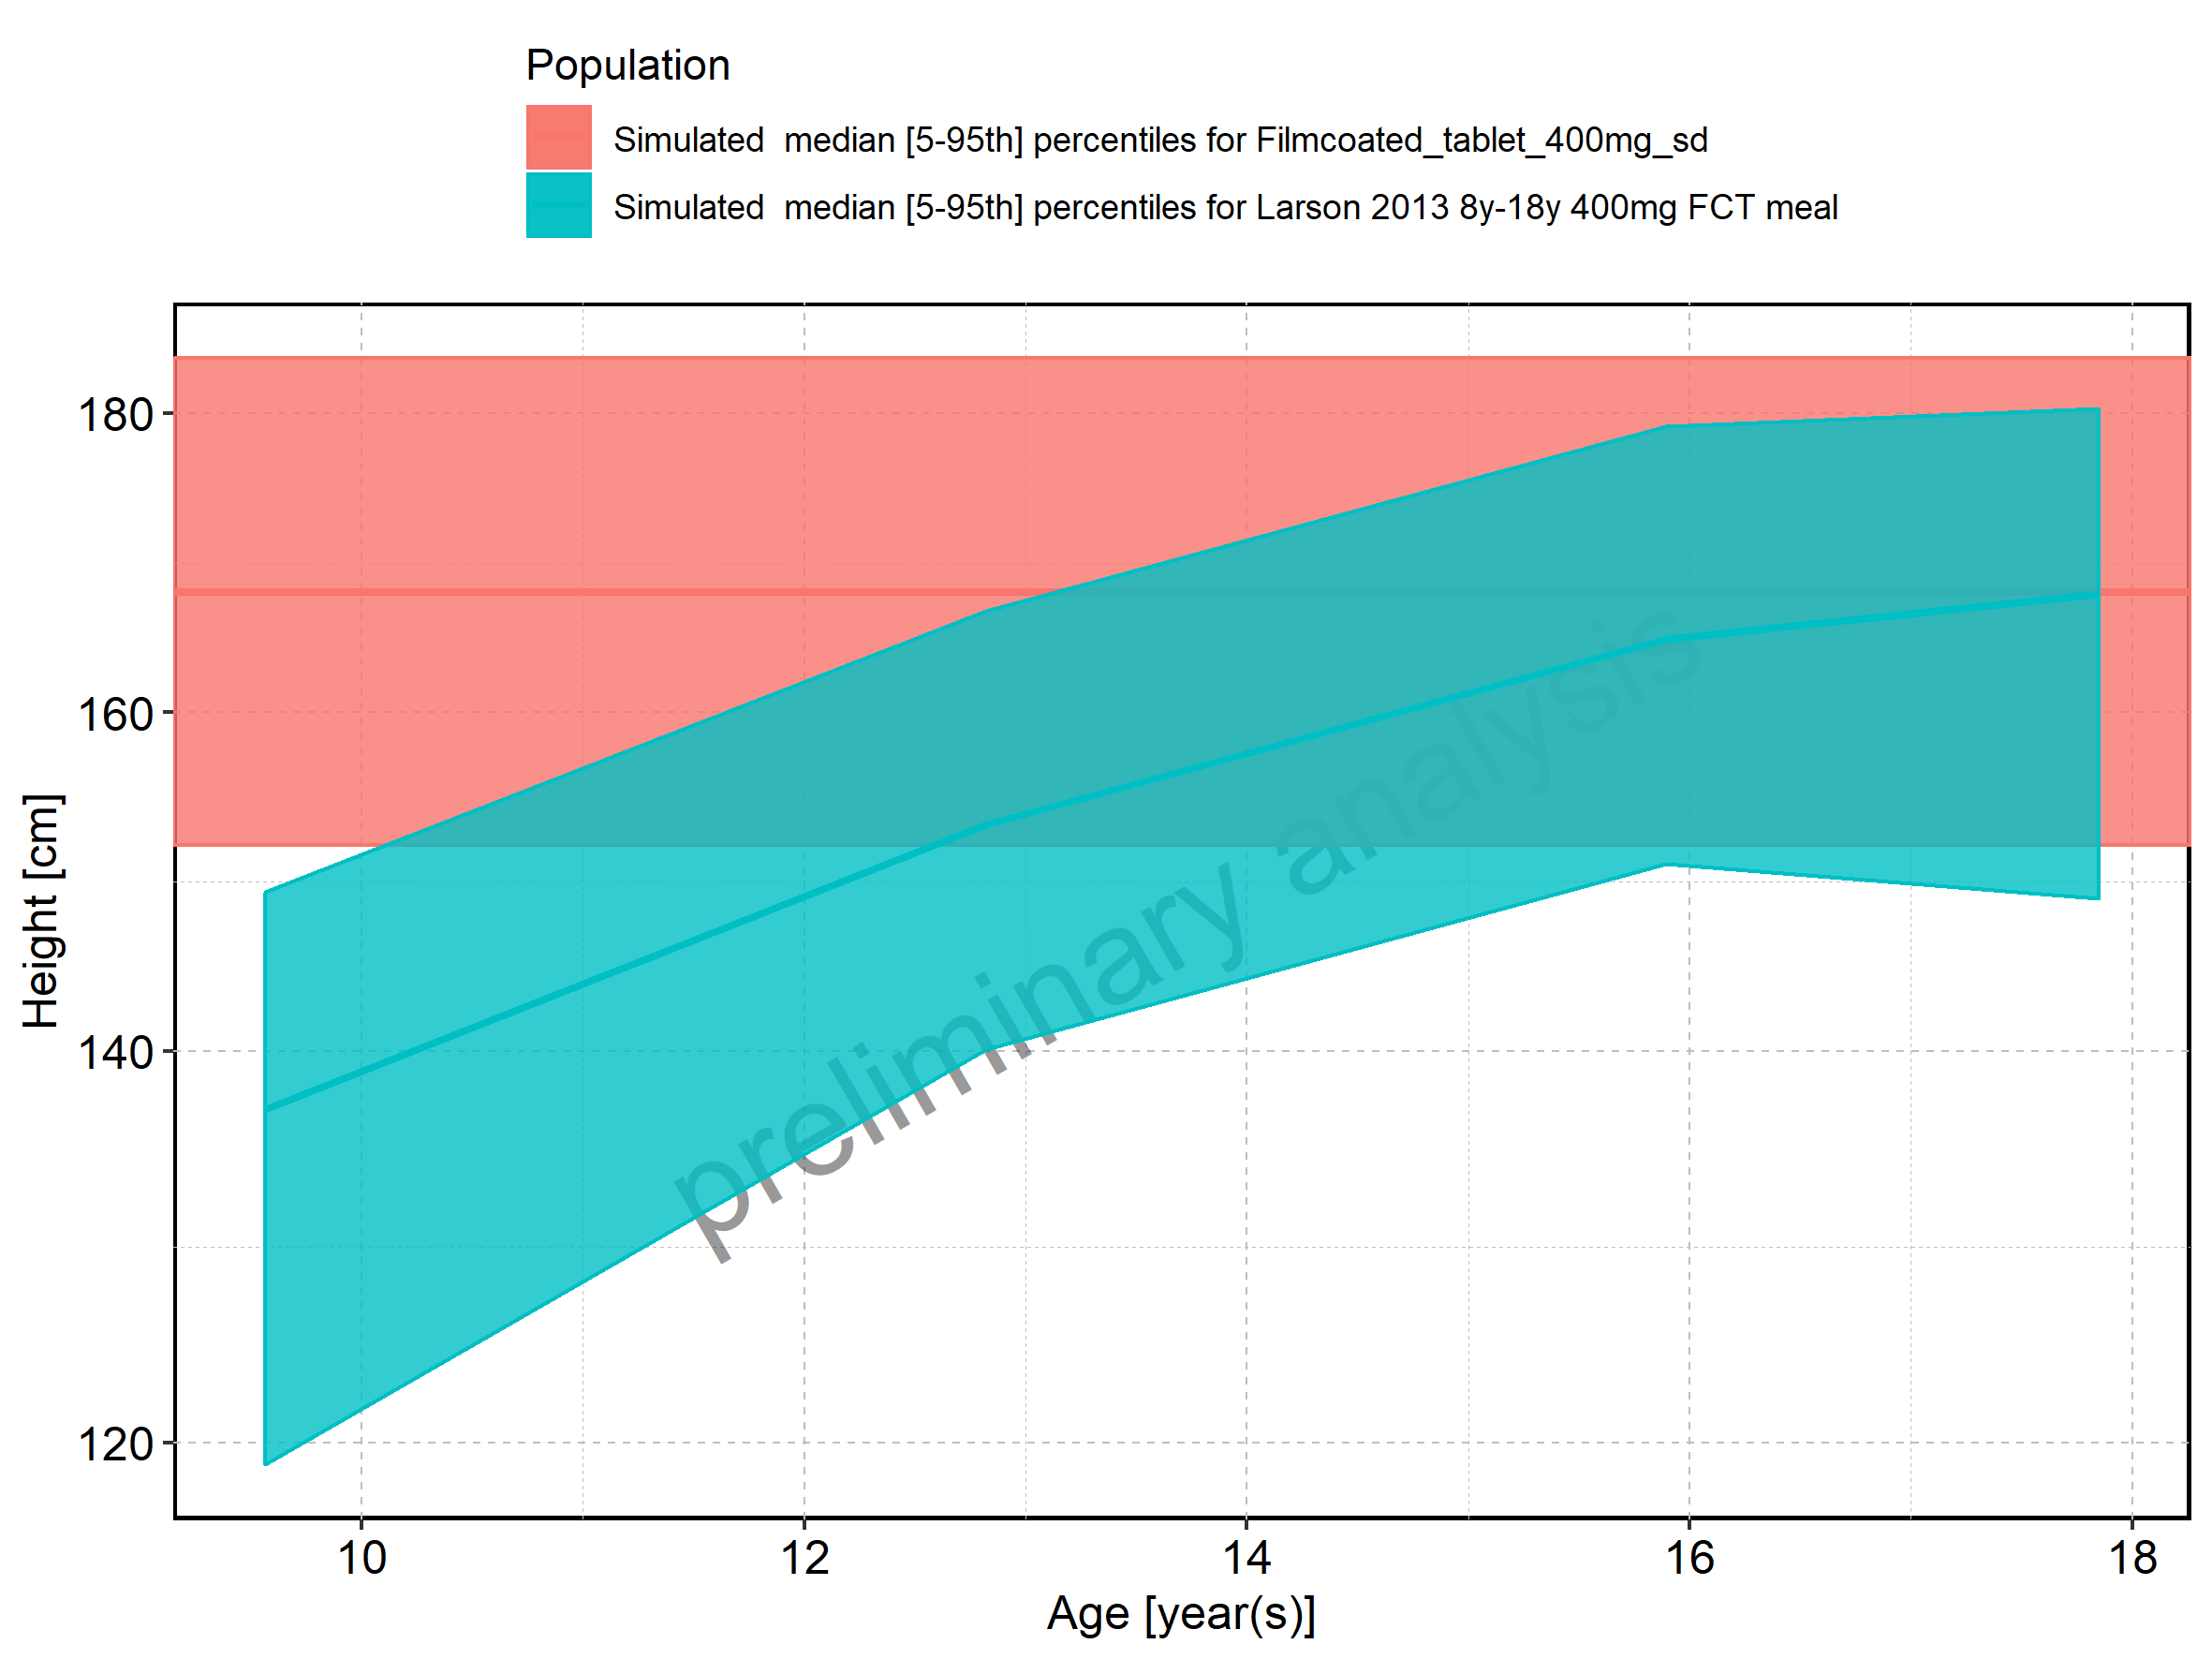 Population
Simulated  median [5-95th] percentiles for Filmcoated_tablet_400mg_sd
Simulated  median [5-95th] percentiles for Larson 2013 8y-18y 400mg FCT meal
180
160
140
120
Height [cm]
preliminary analysis
10 12 14 16 18
Age [year(s)]